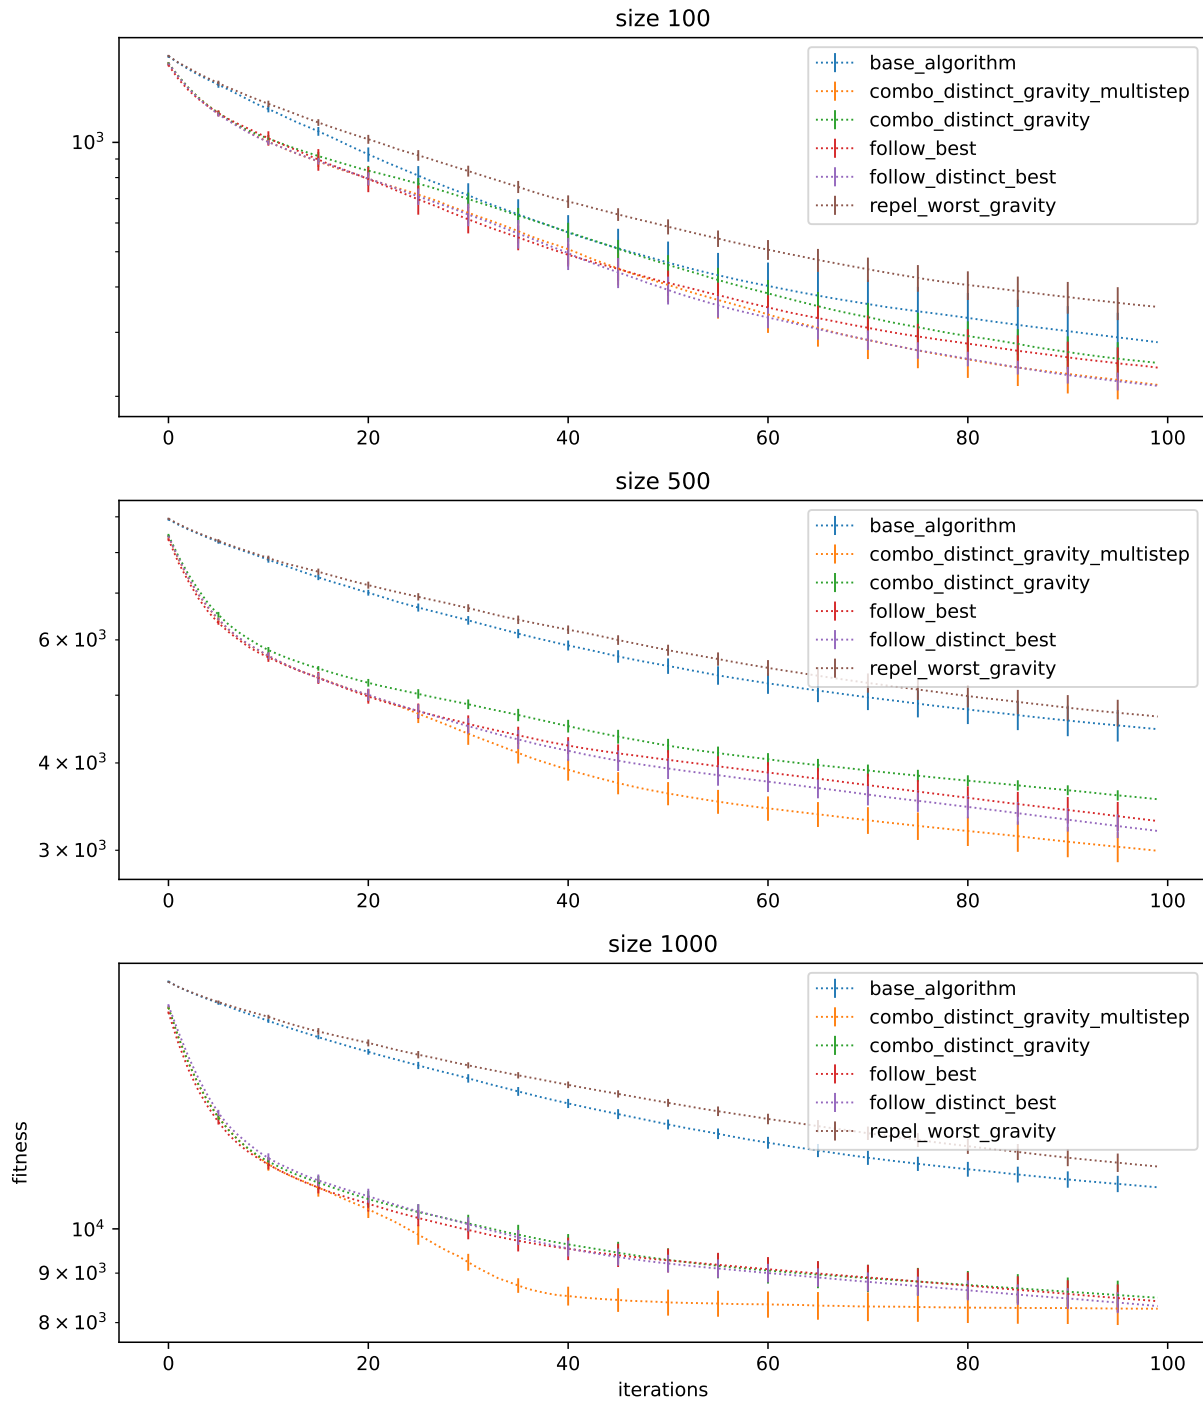 size 100
base_algorithm
combo_distinct_gravity_multistep
combo_distinct_gravity
follow_best
follow_distinct_best
repel_worst_gravity
10³
0 20 40 60 80 100
size 500
base_algorithm
combo_distinct_gravity_multistep
combo_distinct_gravity
follow_best
follow_distinct_best
repel_worst_gravity
6 × 10³
4 × 10³
3 × 10³
0 20 40 60 80 100
size 1000
base_algorithm
combo_distinct_gravity_multistep
combo_distinct_gravity
follow_best
follow_distinct_best
repel_worst_gravity
fitness
10⁴
9 × 10³
8 × 10³
0 20 40 60 80 100
iterations